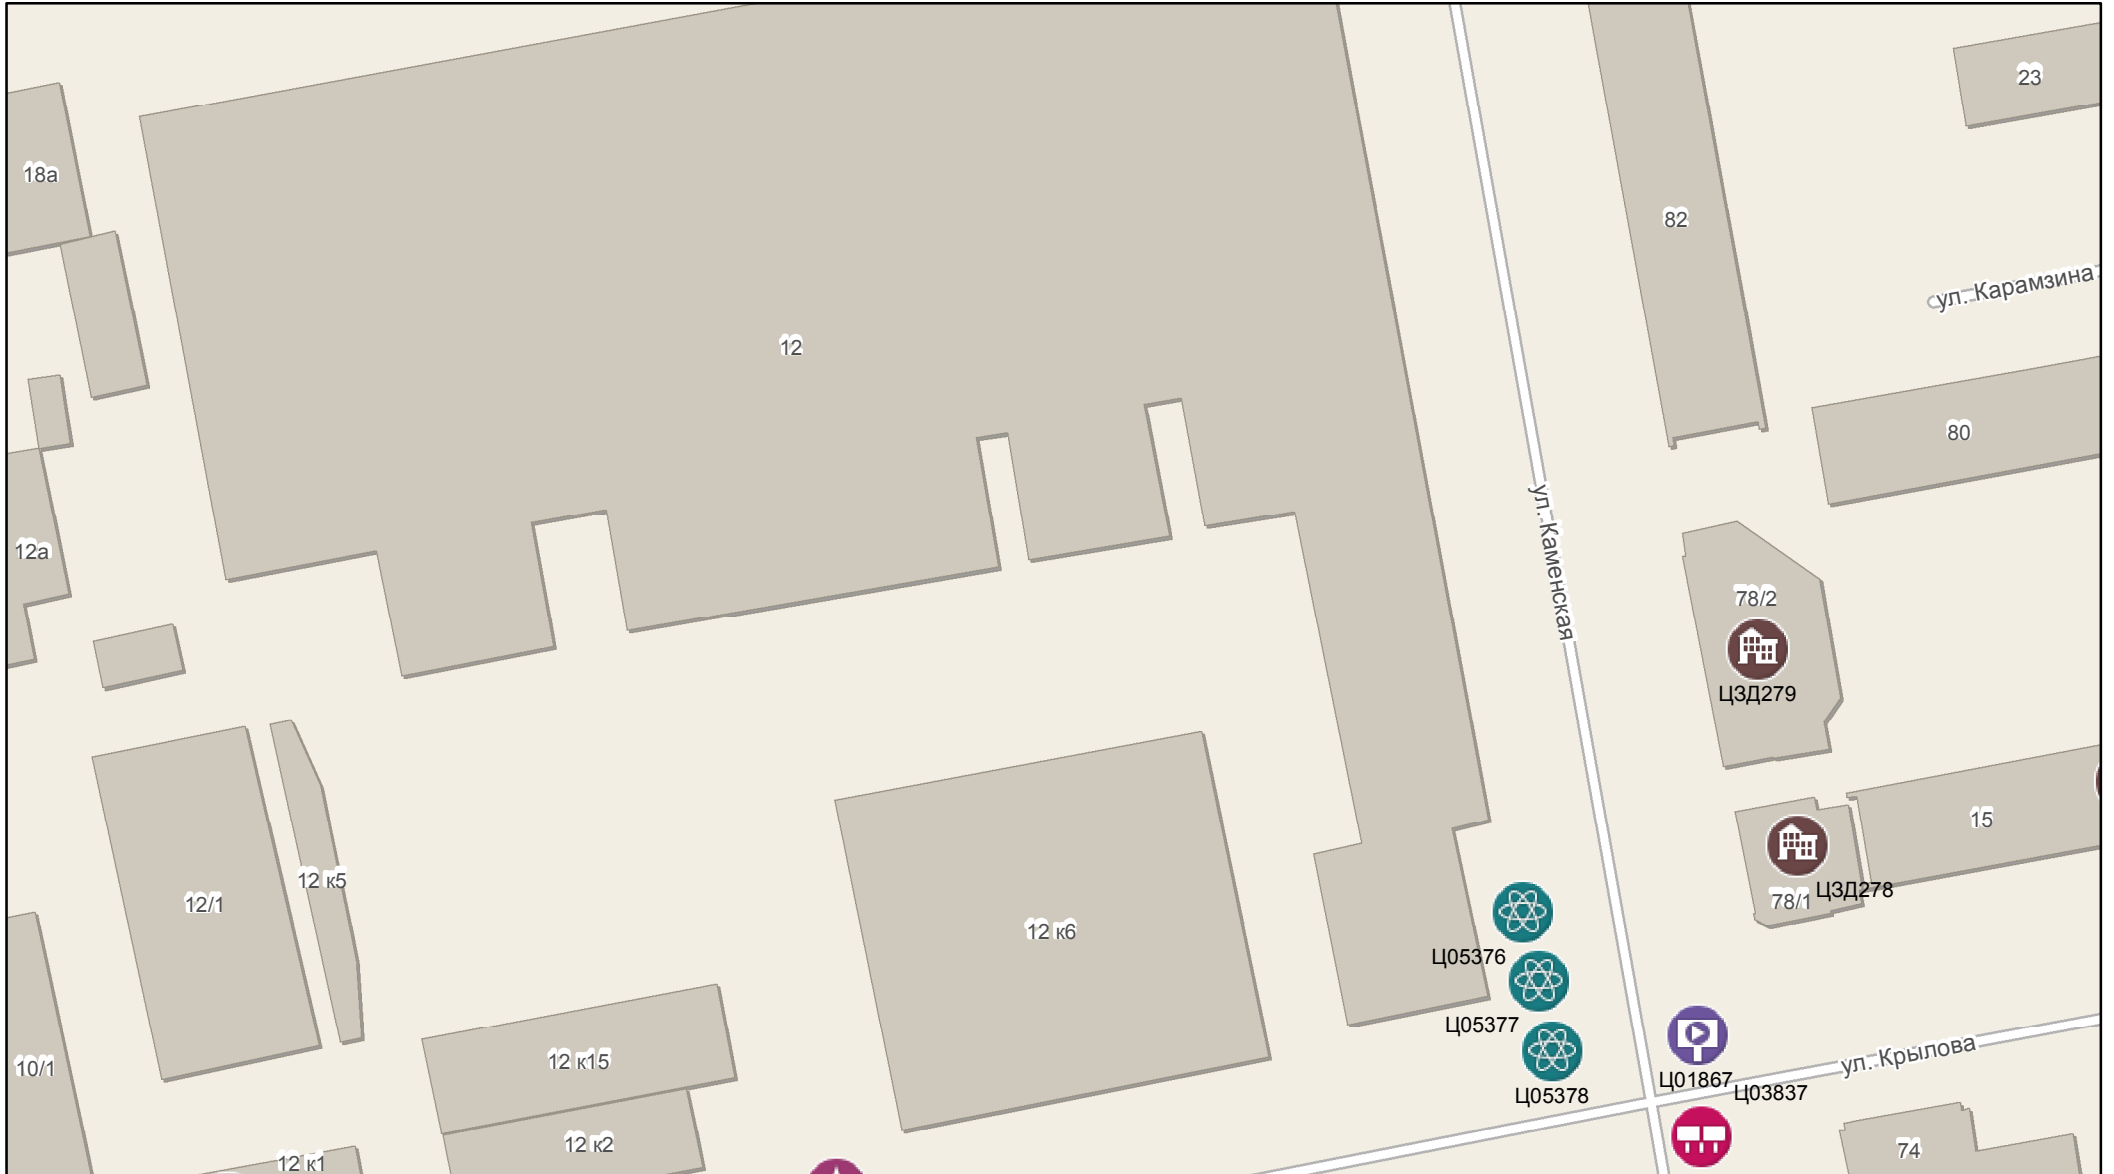 23
18а
82
ул. Карамзина
12
80
ул. Каменская
12а
78/2
ЦЗД279
15
12 к5
12/1
78/1
ЦЗД278
12 к6
Ц05376
Ц05377
12 к15
10/1
ул. Крылова
Ц01867
Ц03837
Ц05378
12 к2
74
12 к1